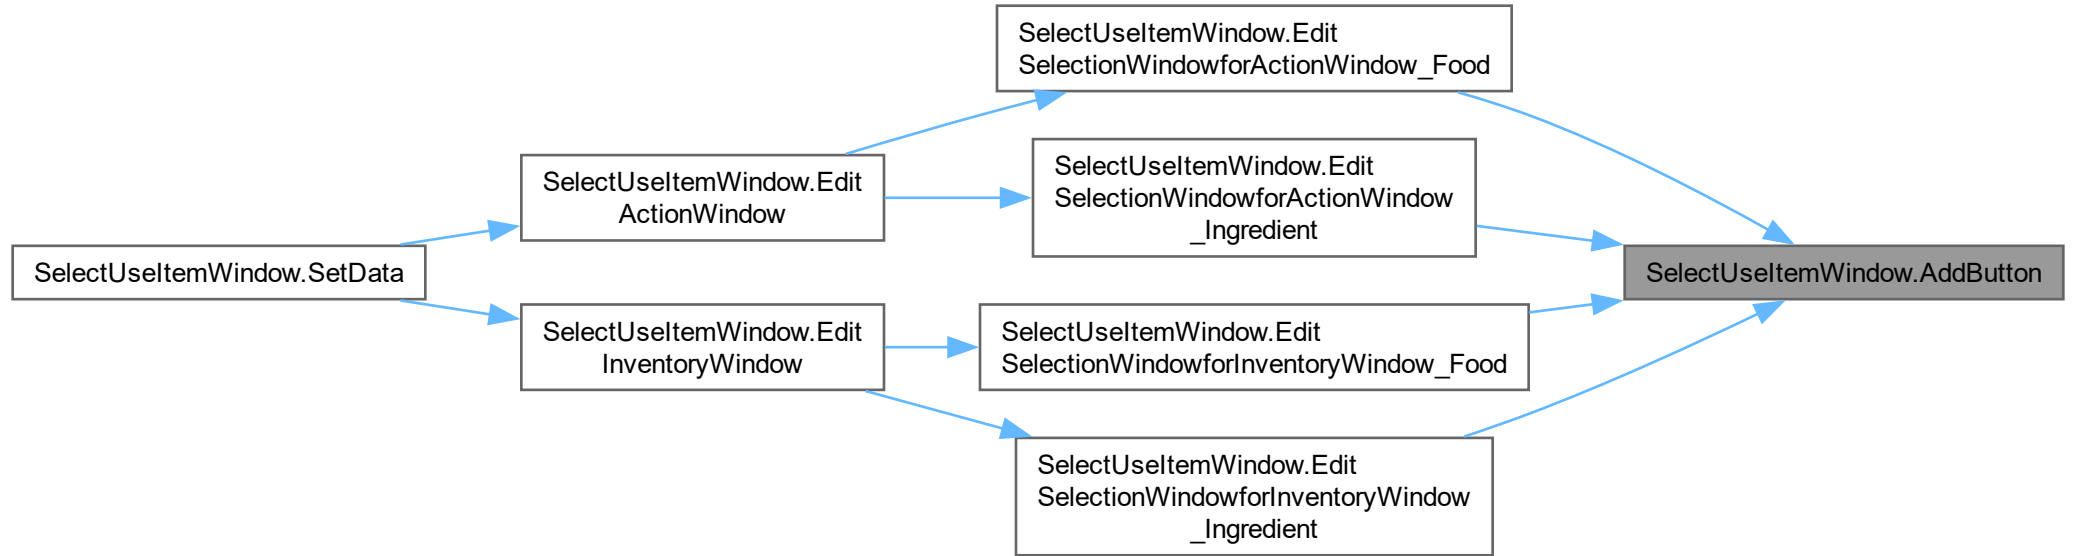 SelectUseItemWindow.Edit
SelectionWindowforActionWindow_Food
SelectUseItemWindow.Edit
SelectionWindowforActionWindow
_Ingredient
SelectUseItemWindow.Edit
ActionWindow
SelectUseItemWindow.SetData
SelectUseItemWindow.AddButton
SelectUseItemWindow.Edit
InventoryWindow
SelectUseItemWindow.Edit
SelectionWindowforInventoryWindow_Food
SelectUseItemWindow.Edit
SelectionWindowforInventoryWindow
_Ingredient